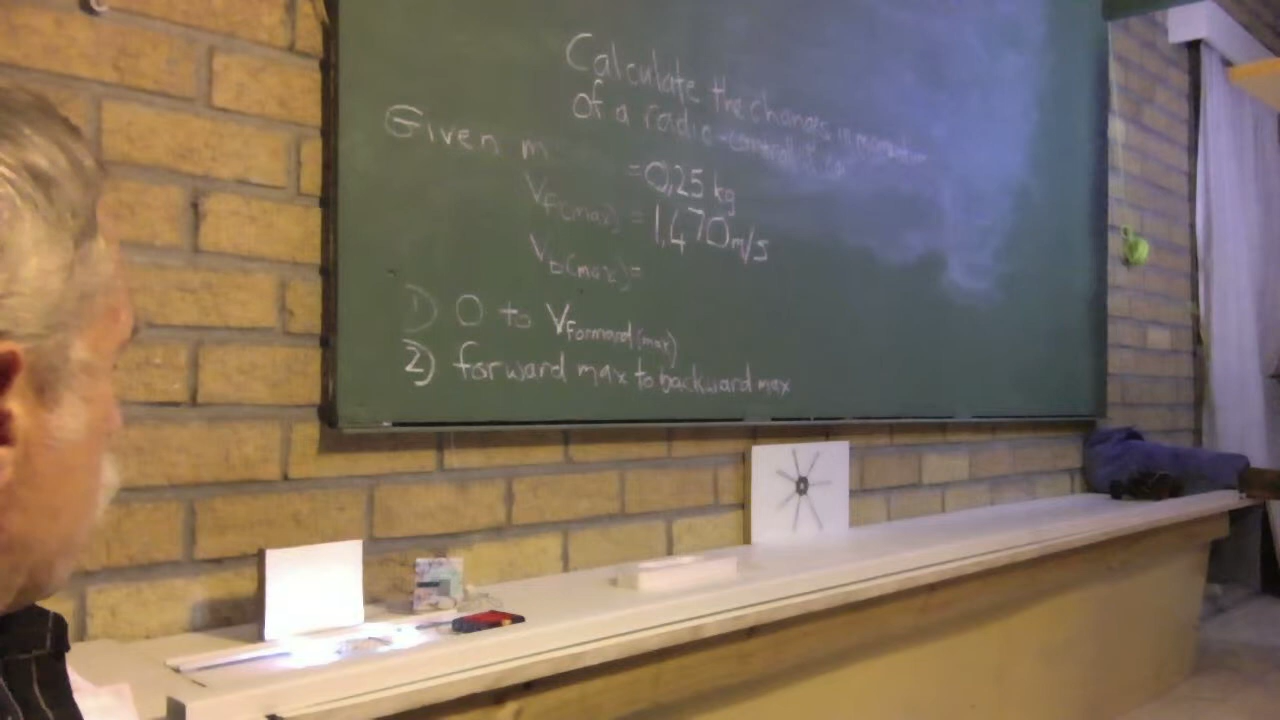 Calculate the changes in momentum
of a radio-controlled car
Given m = 0,25 kg
VF(max) = 1,470 m/s
Vb(max) =
1) 0 to VForward(max)
2) forward max to backward max